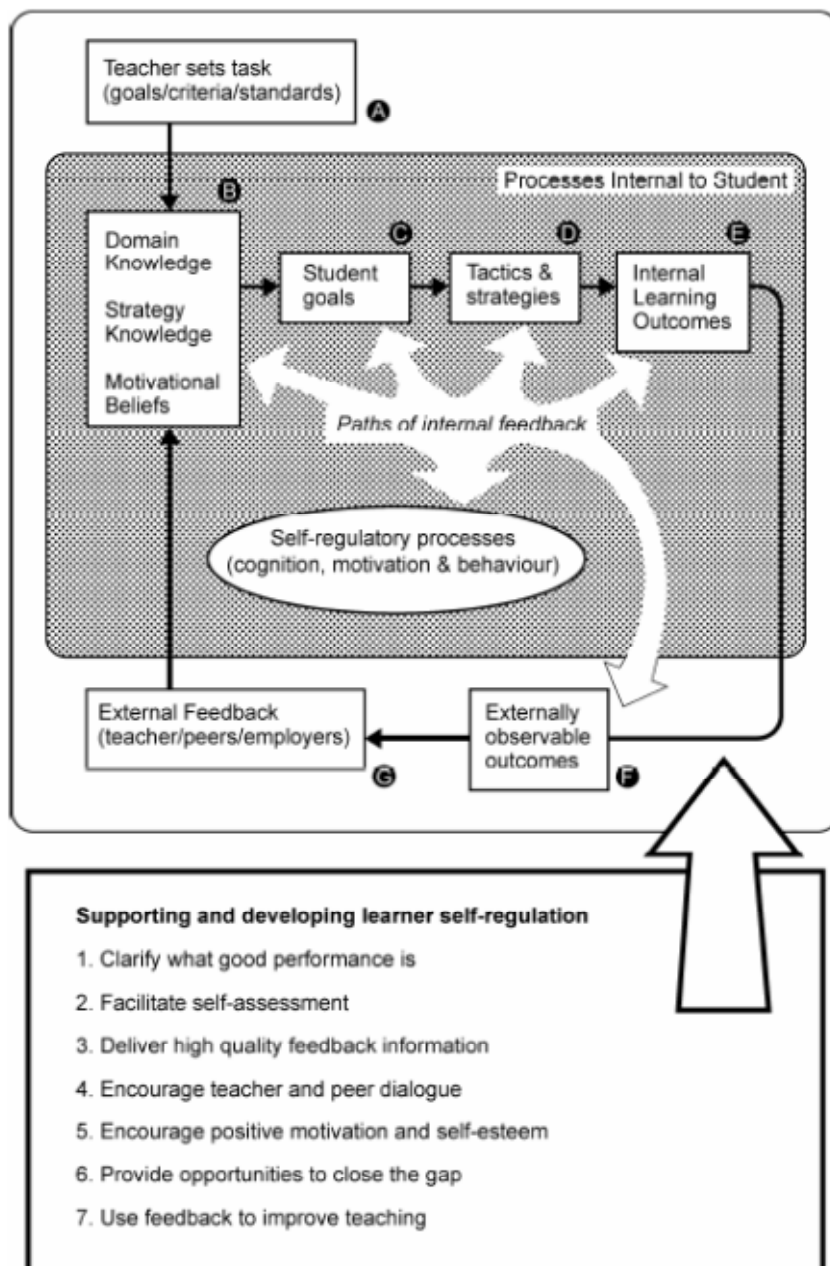 Teacher sets task
(goals/criteria/standards)
A
Processes Internal to Student
B
Domain
Knowledge
Strategy
Knowledge
Motivational
Beliefs
C
Student
goals
D
Tactics &
strategies
E
Internal
Learning
Outcomes
Paths of internal feedback
Self-regulatory processes
(cognition, motivation & behaviour)
External Feedback
(teacher/peers/employers)
G
Externally
observable
outcomes
F
Supporting and developing learner self-regulation
1. Clarify what good performance is
2. Facilitate self-assessment
3. Deliver high quality feedback information
4. Encourage teacher and peer dialogue
5. Encourage positive motivation and self-esteem
6. Provide opportunities to close the gap
7. Use feedback to improve teaching